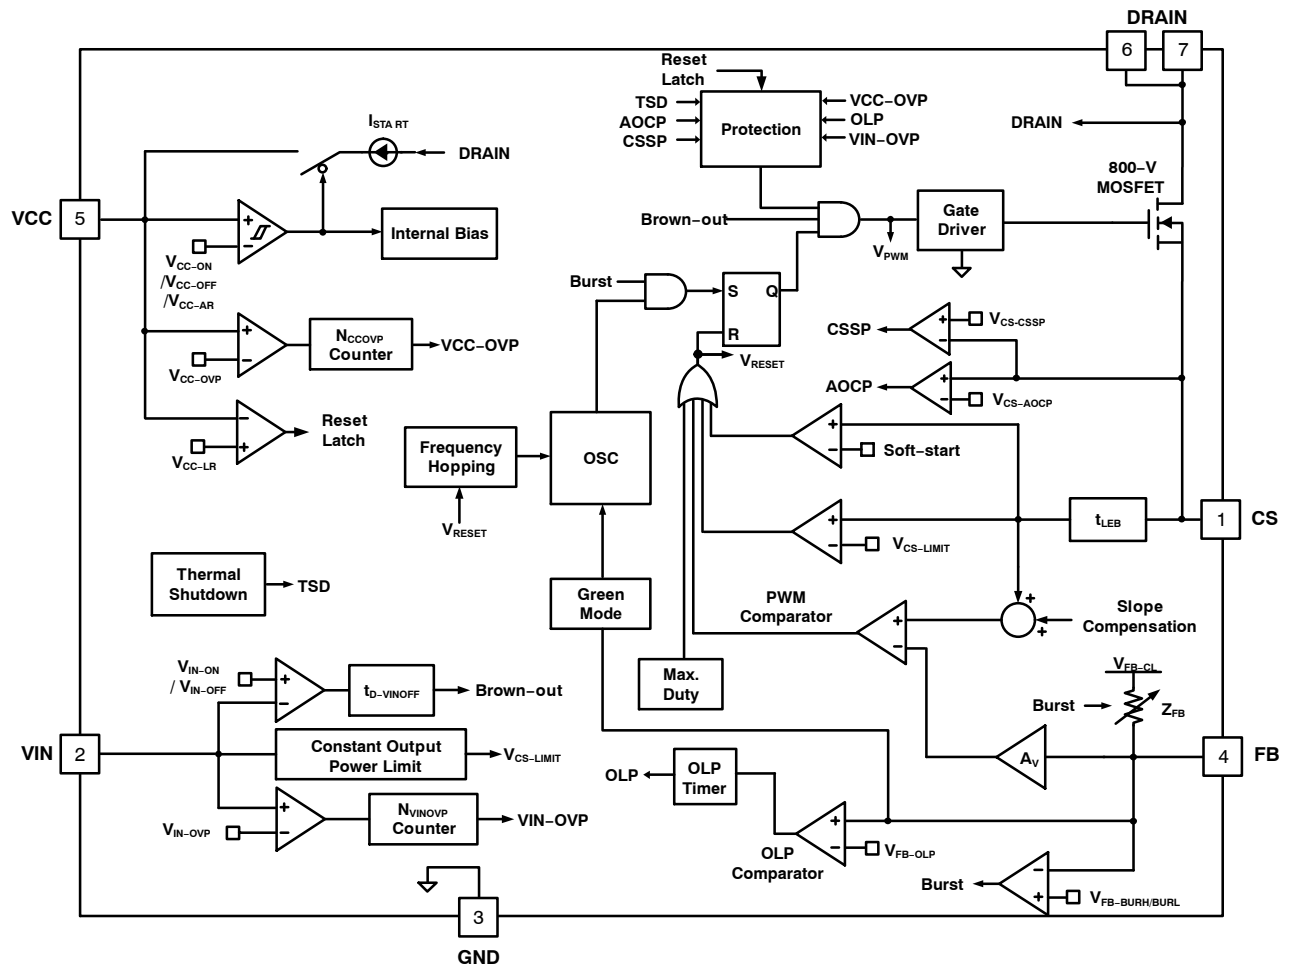 DRAIN
6
7
Reset
Latch
TSD
AOCP
CSSP
Protection
VCC–OVP
OLP
VIN–OVP
DRAIN
ISTART
DRAIN
800–V
MOSFET
VCC
5
+
–
Internal Bias
VCC–ON
/VCC–OFF
/VCC–AR
Brown–out
VPWM
Gate
Driver
Burst
S
Q
R
VRESET
+
–
VCC–OVP
NCCOVP
Counter
VCC–OVP
CSSP
+
–
VCS-CSSP
AOCP
+
–
VCS–AOCP
–
+
VCC–LR
Reset
Latch
Frequency
Hopping
VRESET
OSC
+
–
Soft–start
+
–
VCS–LIMIT
tLEB
1
CS
Thermal
Shutdown
TSD
Green
Mode
PWM
Comparator
+
–
+
+
Slope
Compensation
Max.
Duty
VIN–ON
/ VIN–OFF
+
–
tD–VINOFF
Brown–out
VFB–CL
Burst
ZFB
VIN
2
Constant Output
Power Limit
VCS–LIMIT
AV
4
FB
OLP
OLP
Timer
+
–
VIN–OVP
NVINOVP
Counter
VIN–OVP
+
–
VFB–OLP
OLP
Comparator
Burst
–
+
VFB–BURH/BURL
3
GND